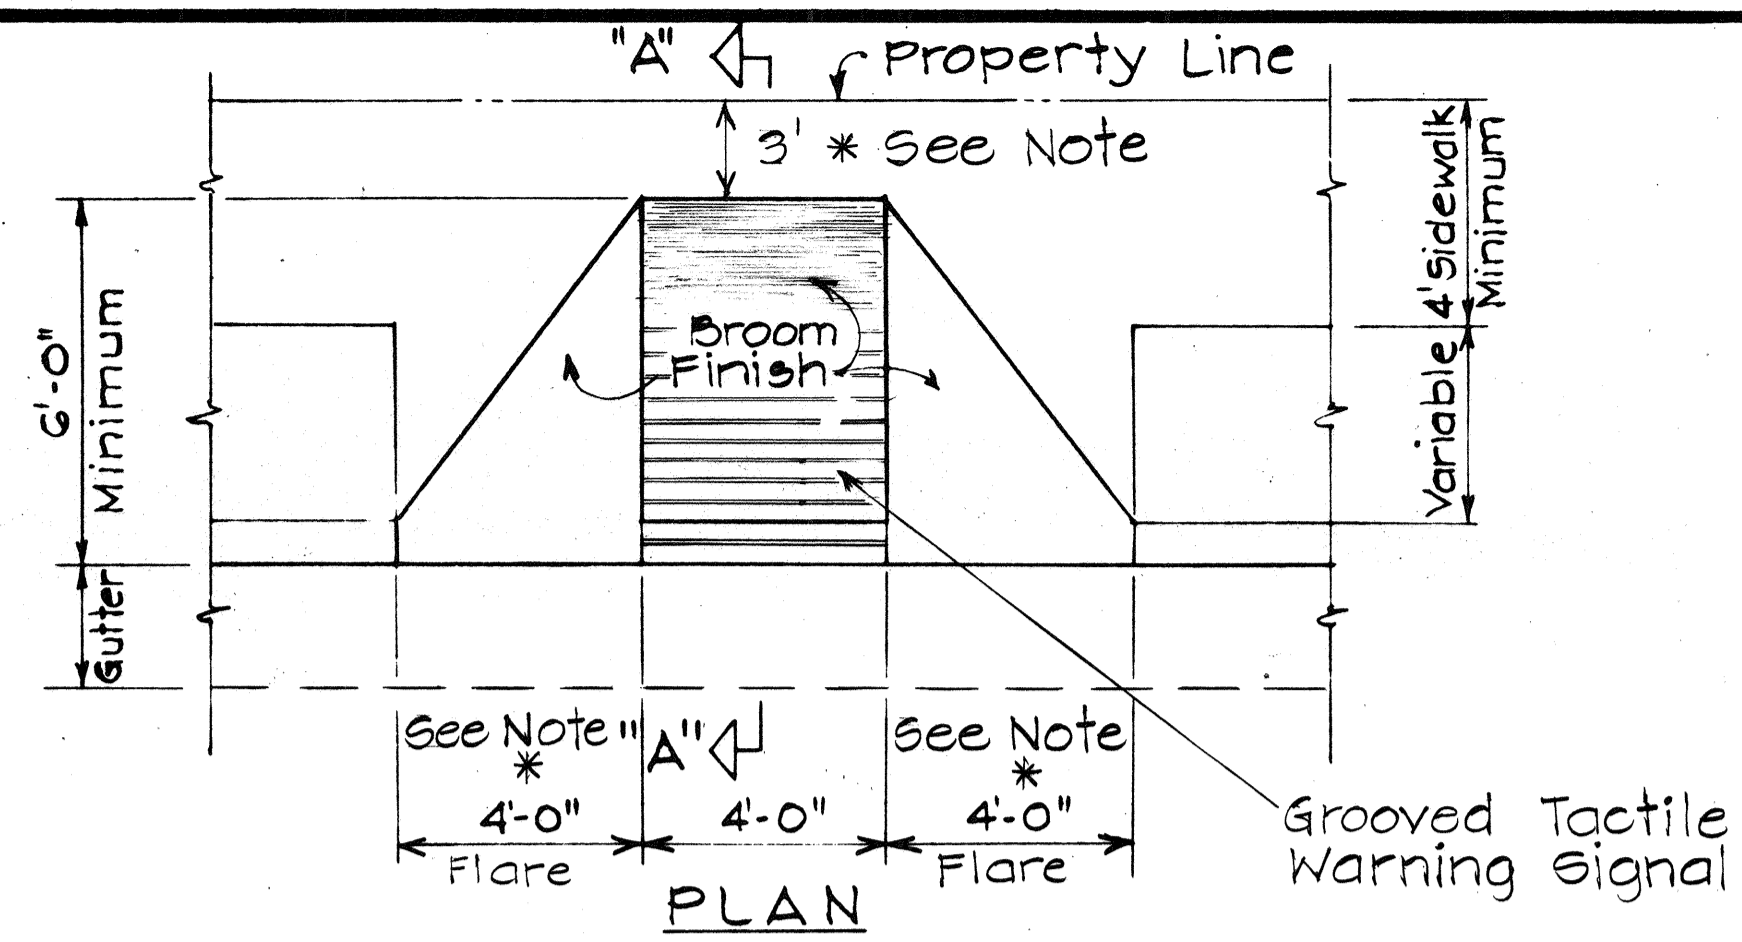 "A" Property Line
3' * See Note
4' Sidewalk
Minimum
Variable
6'-0"
Minimum
Broom
Finish
Gutter
See Note "A" See Note
* *
4'-0" 4'-0" 4'-0"
Flare Flare
Grooved Tactile
Warning Signal
PLAN